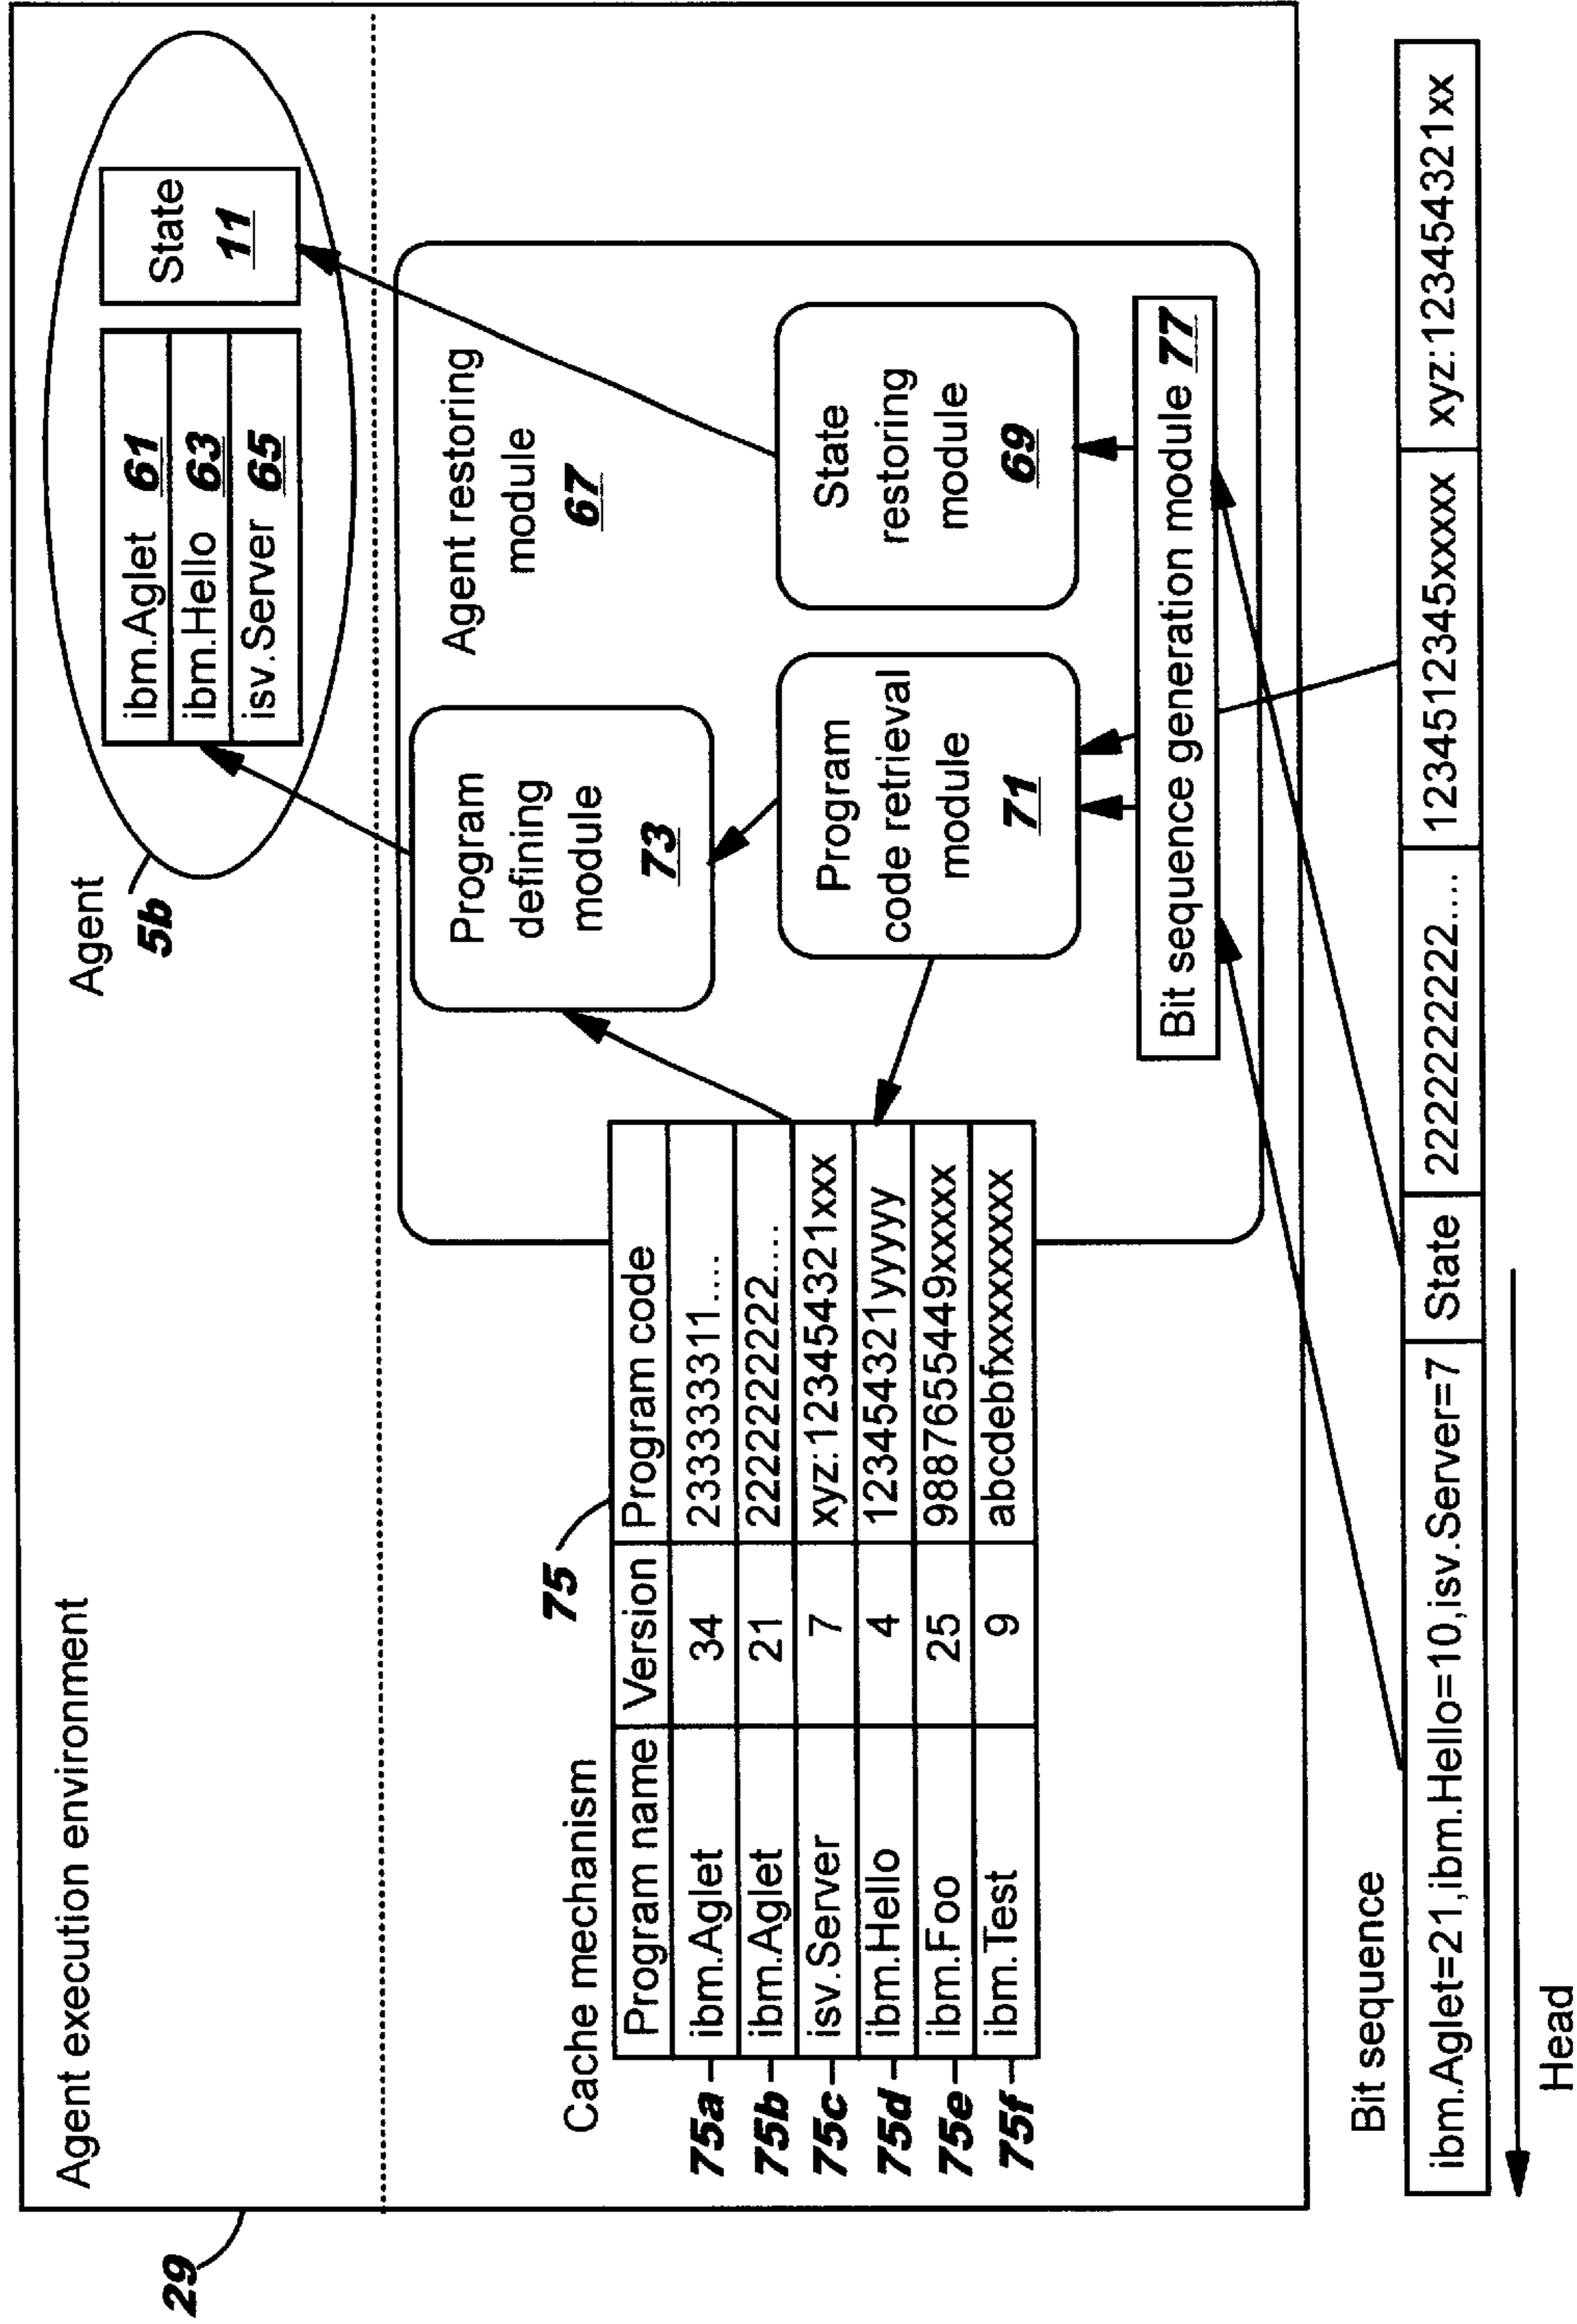 29
Agent execution environment
Agent
5b
ibm.Aglet 61
ibm.Hello 63
isv.Server 65
State
11
Cache mechanism
75
Program name Version Program code
75a ibm.Aglet 34 23333311....
75b ibm.Aglet 21 2222222222....
75c isv.Server 7 xyz:123454321xxx
75d ibm.Hello 4 123454321yyyyy
75e ibm.Foo 25 9887655449xxxxx
75f ibm.Test 9 abcdebfxxxxxxxxx
Agent restoring
module
67
Program
defining
module
73
Program
code retrieval
module
71
State
restoring
module
69
Bit sequence generation module 77
Bit sequence
ibm.Aglet=21,ibm.Hello=10,isv.Server=7 State 2222222222....1234512345xxxxx xyz:123454321xx
Head